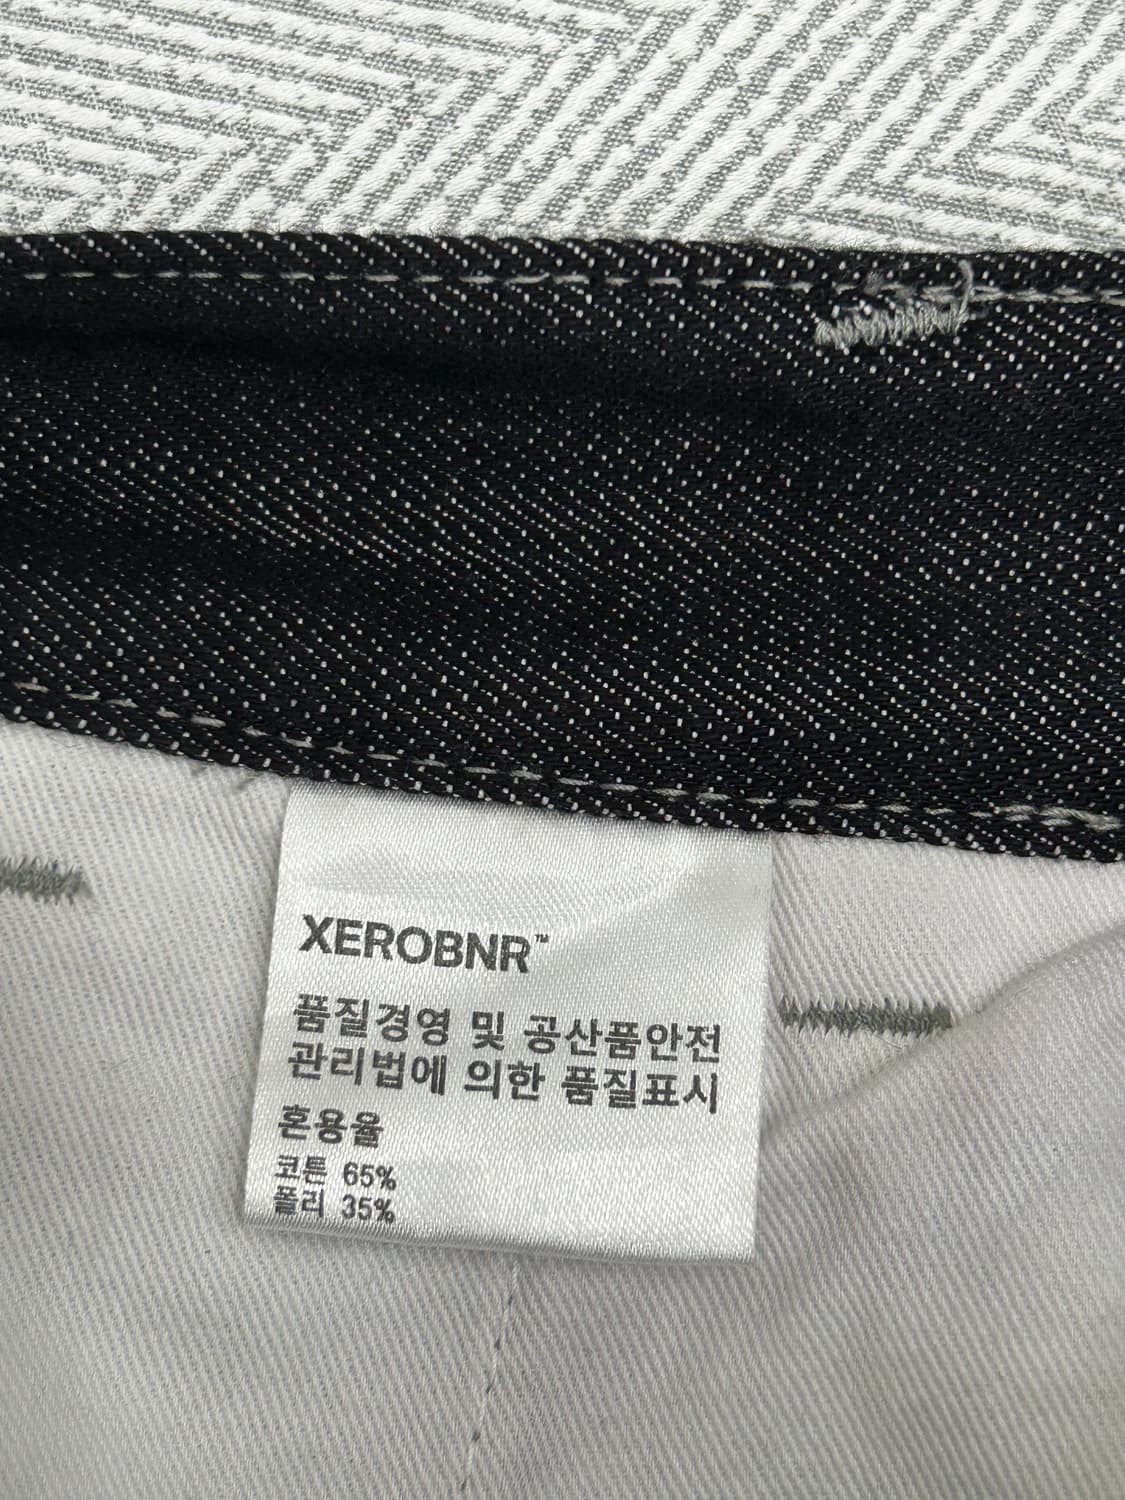 XEROBNR™
품질경영 및 공산품안전
관리법에 의한 품질표시
혼용율
코튼 65%
폴리 35%